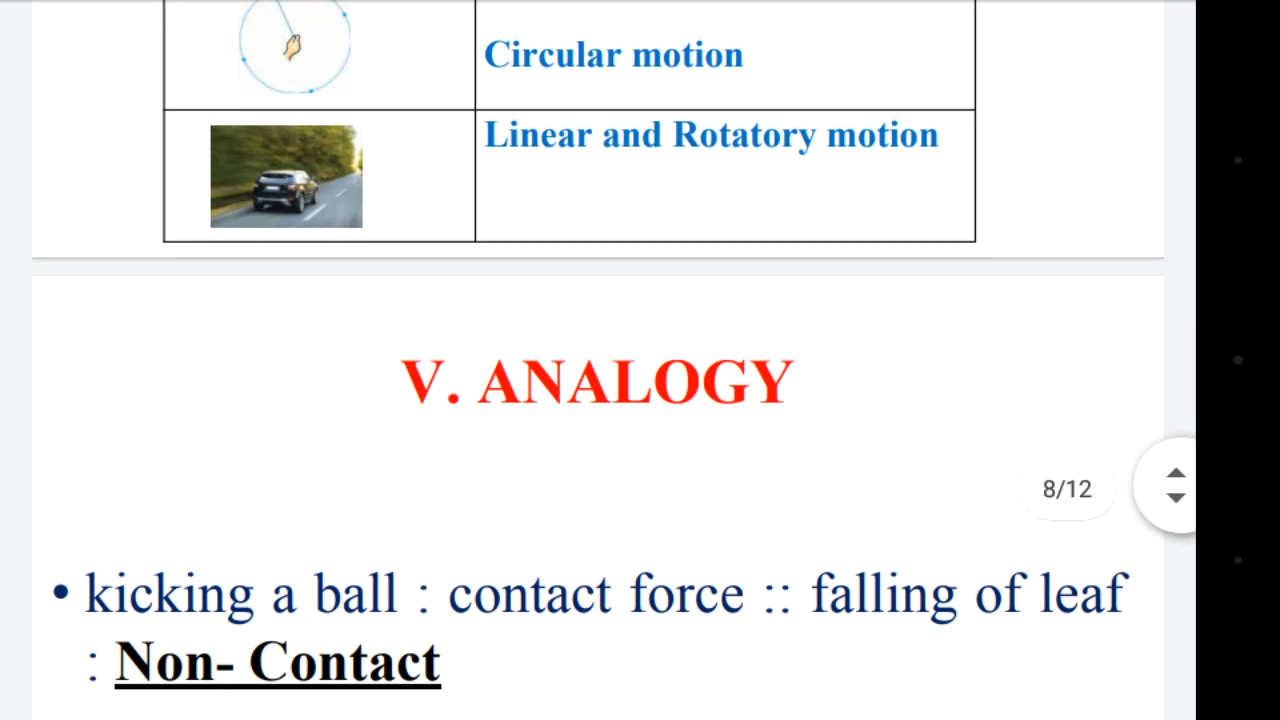 Circular motion
Linear and Rotatory motion
V. ANALOGY
8/12
• kicking a ball : contact force :: falling of leaf
: Non- Contact